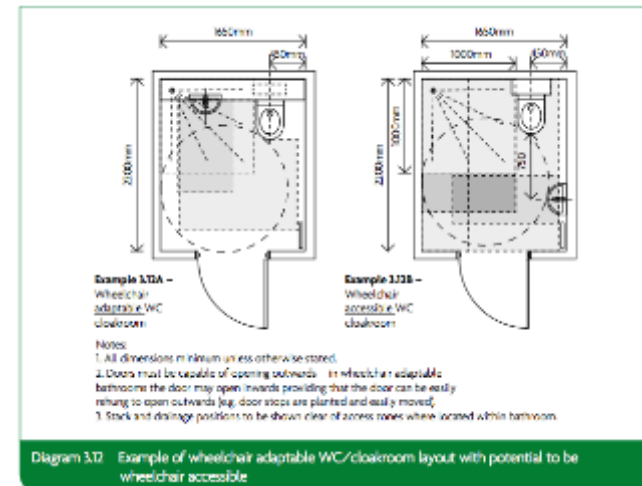 1650mm
1650mm
1000mm
450mm
2200mm
1000mm
2200mm
750
Example 3.12A –
Wheelchair
adaptable WC
cloakroom
Example 3.12B –
Wheelchair
accessible WC
cloakroom
Notes:
1. All dimensions minimum unless otherwise stated.
2. Doors must be capable of opening outwards – in wheelchair adaptable
bathrooms the door may open inwards providing that the door can be easily
rehung to open outwards (e.g. door stops are planted and easily moved).
3. Stack and drainage positions to be shown clear of access zones where located within bathroom.
Diagram 3.12 Example of wheelchair adaptable WC/cloakroom layout with potential to be
wheelchair accessible